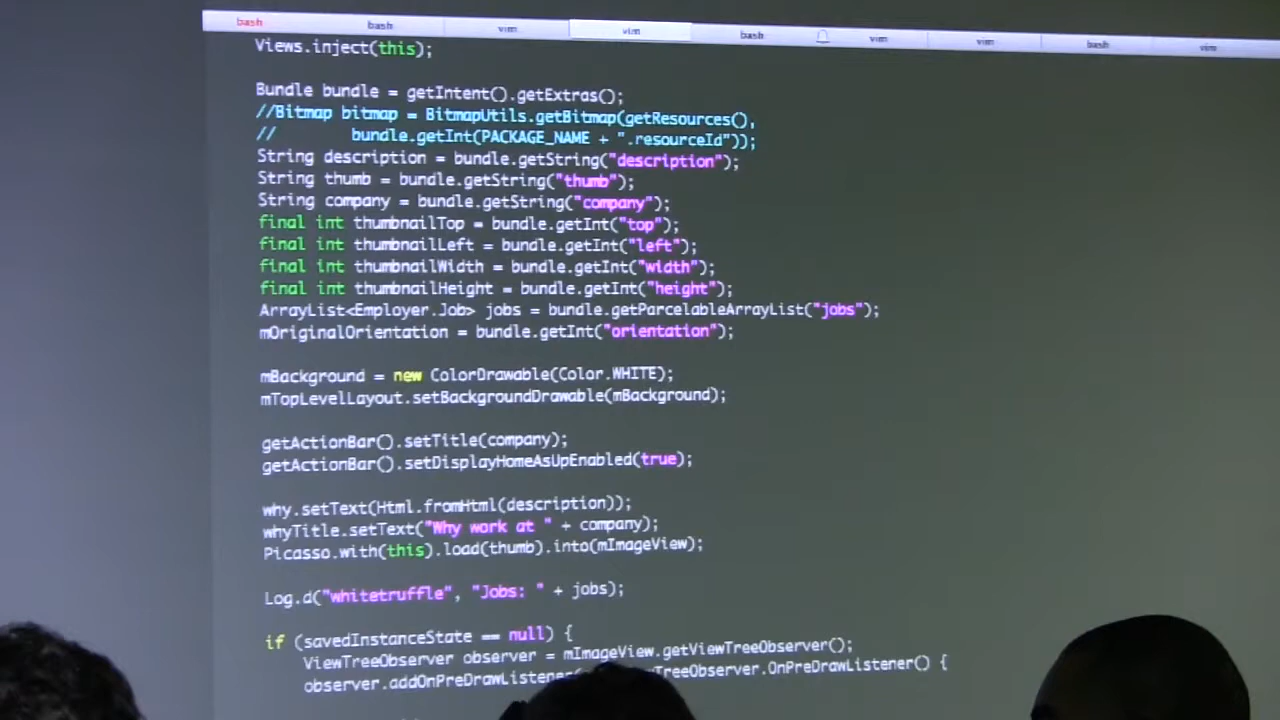 bash bash vim vim bash vim vim bash vim
Views.inject(this);
Bundle bundle = getIntent().getExtras();
//Bitmap bitmap = BitmapUtils.getBitmap(getResources(),
// bundle.getInt(PACKAGE_NAME + ".resourceId"));
String description = bundle.getString("description");
String thumb = bundle.getString("thumb");
String company = bundle.getString("company");
final int thumbnailTop = bundle.getInt("top");
final int thumbnailLeft = bundle.getInt("left");
final int thumbnailWidth = bundle.getInt("width");
final int thumbnailHeight = bundle.getInt("height");
ArrayList<Employer.Job> jobs = bundle.getParcelableArrayList("jobs");
mOriginalOrientation = bundle.getInt("orientation");
mBackground = new ColorDrawable(Color.WHITE);
mTopLevelLayout.setBackgroundDrawable(mBackground);
getActionBar().setTitle(company);
getActionBar().setDisplayHomeAsUpEnabled(true);
why.setText(Html.fromHtml(description));
whyTitle.setText("Why work at " + company);
Picasso.with(this).load(thumb).into(mImageView);
Log.d("whitetruffle", "Jobs: " + jobs);
if (savedInstanceState == null) {
ViewTreeObserver observer = mImageView.getViewTreeObserver();
observer.addOnPreDrawListener TreeObserver.OnPreDrawListener() {